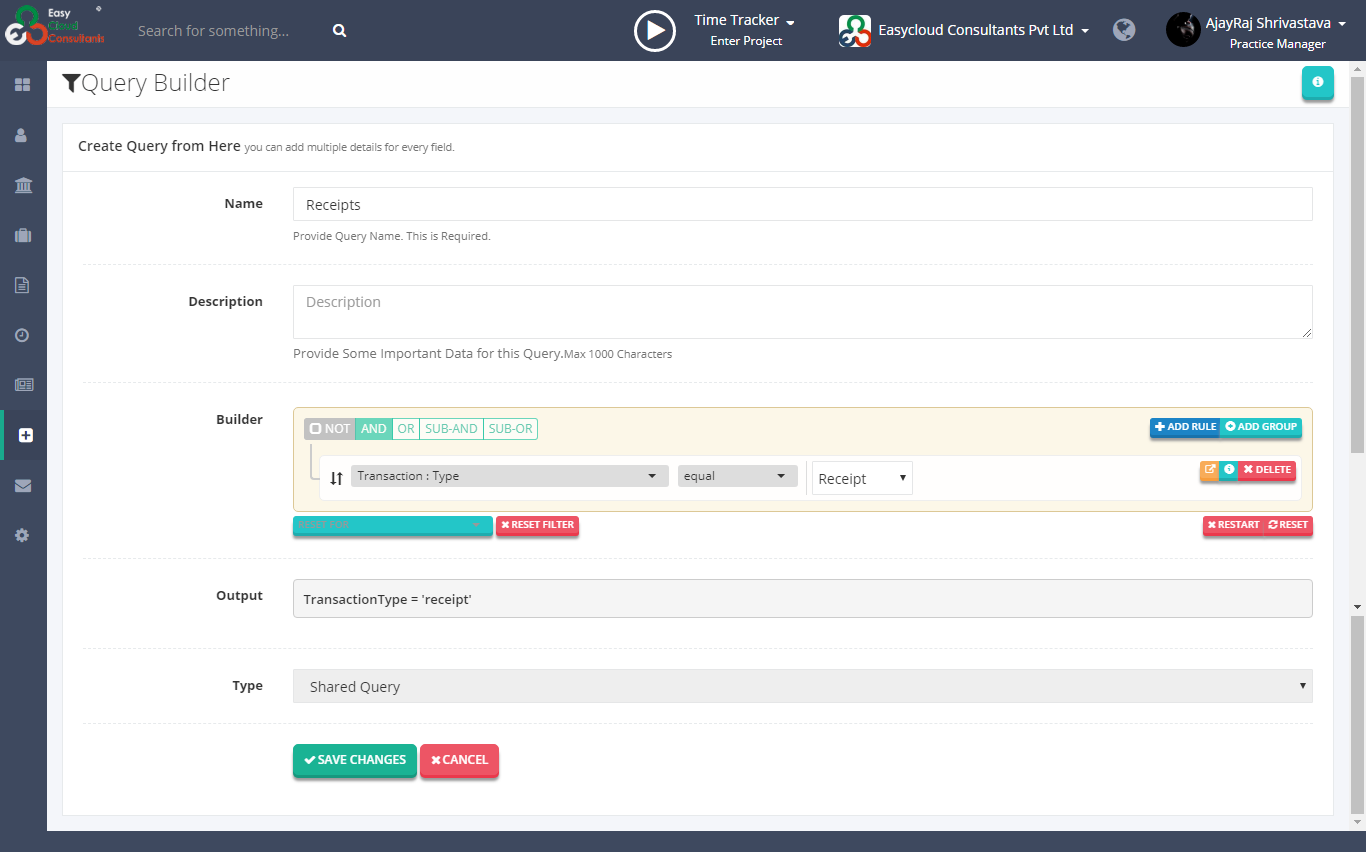 Easy
Cloud
Consultants
Search for something...
Time Tracker
Enter Project
Easycloud Consultants Pvt Ltd
AjayRaj Shrivastava
Practice Manager
Query Builder
Create Query from Here you can add multiple details for every field.
Name
Receipts
Provide Query Name. This is Required.
Description
Description
Provide Some Important Data for this Query.Max 1000 Characters
Builder
NOT AND OR SUB-AND SUB-OR
ADD RULE ADD GROUP
Transaction : Type
equal
Receipt
DELETE
RESET FILTER
RESTART RESET
Output
TransactionType = 'receipt'
Type
Shared Query
SAVE CHANGES
CANCEL